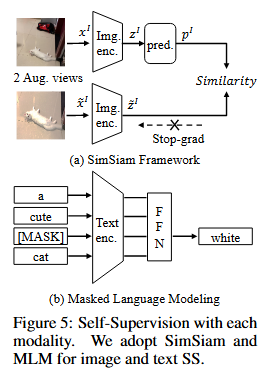 x^I Img. enc. z^I pred. p^I
2 Aug. views
Similarity
x̃^I Img. enc. z̃^I
Stop-grad
(a) SimSiam Framework
a
cute
[MASK]
cat
Text enc.
F F N
white
(b) Masked Language Modeling
Figure 5: Self-Supervision with each
modality. We adopt SimSiam and
MLM for image and text SS.